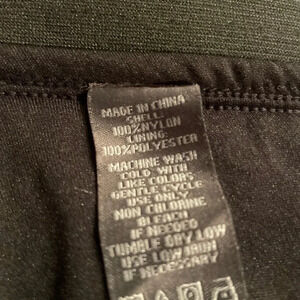 MADE IN CHINA
SHELL:
100%NYLON
LINING:
100%POLYESTER
MACHINE WASH
COLD WITH
LIKE COLORS
GENTLE CYCLE
USE ONLY
NON CHLORINE
BLEACH
IF NEEDED
TUMBLE DRY LOW
USE LOW IRON
IF NECESSARY